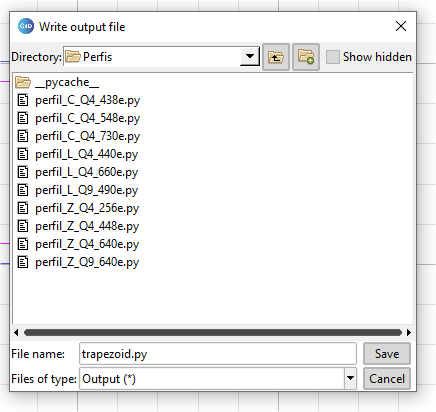 GiD Write output file
Directory: Perfis Show hidden
__pycache__
perfil_C_Q4_438e.py
perfil_C_Q4_548e.py
perfil_C_Q4_730e.py
perfil_L_Q4_440e.py
perfil_L_Q4_660e.py
perfil_L_Q9_490e.py
perfil_Z_Q4_256e.py
perfil_Z_Q4_448e.py
perfil_Z_Q4_640e.py
perfil_Z_Q9_640e.py
File name: trapezoid.py Save
Files of type: Output (*) Cancel